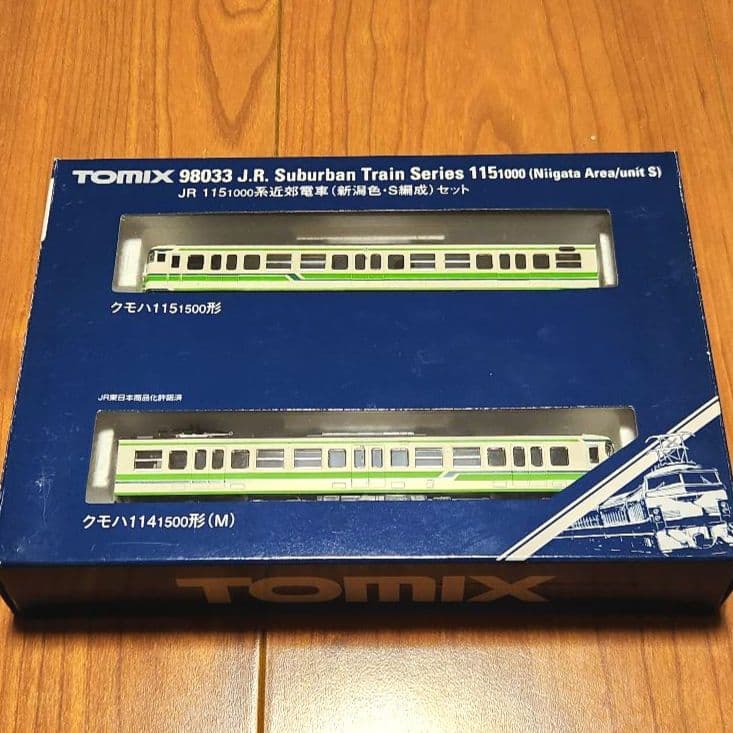 TOMIX 98033 J.R. Suburban Train Series 1151000 (Niigata Area/unit S)
JR 1151000系近郊電車(新潟色・S編成)セット
クモハ1151500形
JR東日本商品化許諾済
クモハ1141500形(M)
TOMIX